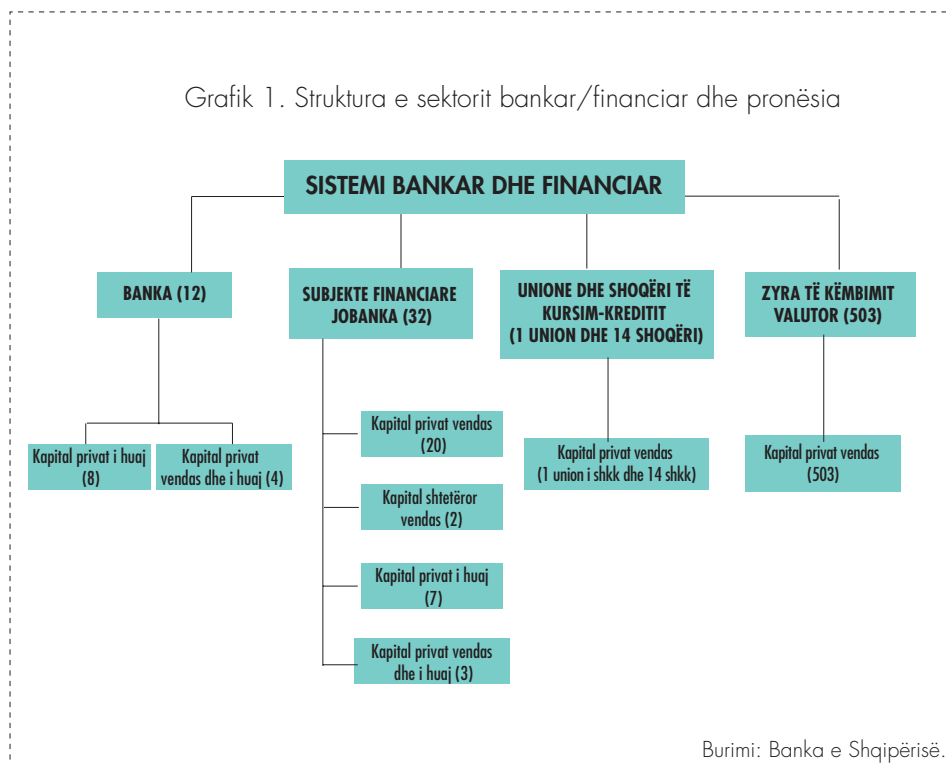 Grafik 1. Struktura e sektorit bankar/financiar dhe pronësia
SISTEMI BANKAR DHE FINANCIAR
BANKA (12)
SUBJEKTE FINANCIARE
JOBANKA (32)
UNIONE DHE SHOQËRI TË
KURSIM-KREDITIT
(1 UNION DHE 14 SHOQËRI)
ZYRA TË KËMBIMIT
VALUTOR (503)
Kapital privat i huaj
(8)
Kapital privat
vendas dhe i huaj (4)
Kapital privat vendas
(20)
Kapital shtetëror
vendas (2)
Kapital privat i huaj
(7)
Kapital privat vendas
dhe i huaj (3)
Kapital privat vendas
(1 union i shkk dhe 14 shkk)
Kapital privat vendas
(503)
Burimi: Banka e Shqipërisë.